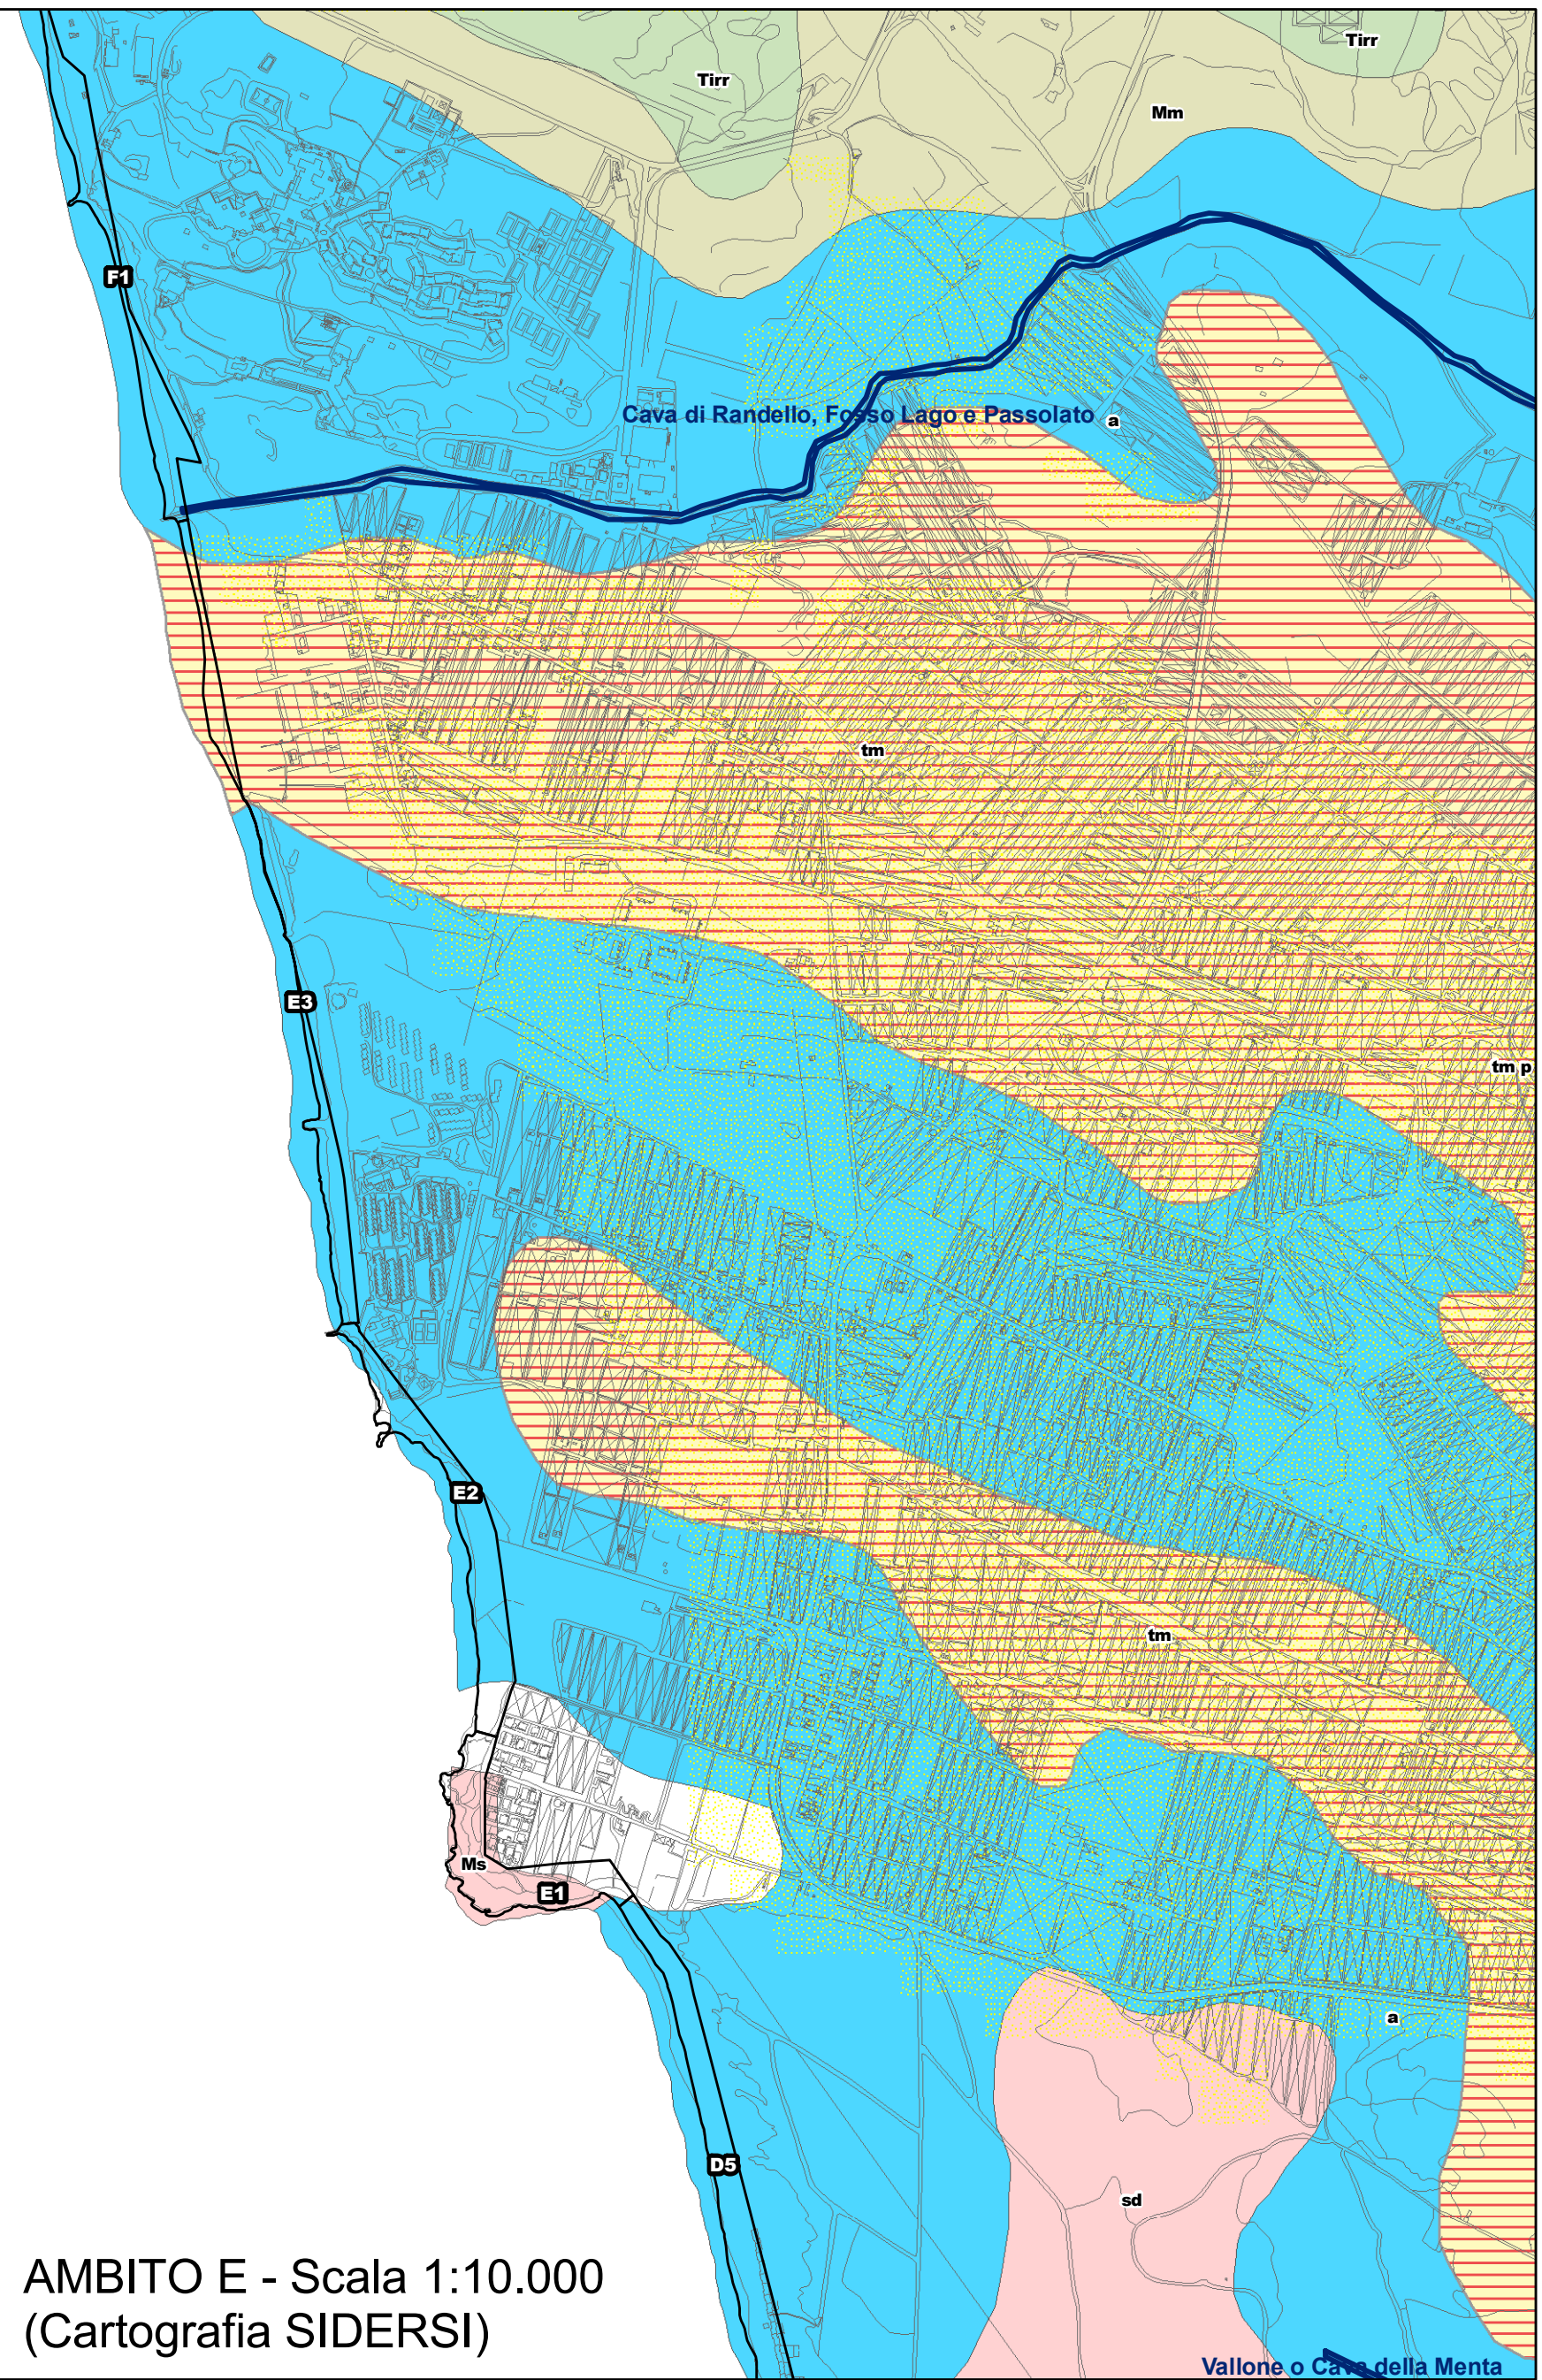 Tirr
Tirr
Mm
F1
Cava di Randello, Fosso Lago e Passolato
a
tm
E3
tm p
E2
tm
Ms
E1
a
D5
sd
AMBITO E - Scala 1:10.000
(Cartografia SIDERSI)
Vallone o Cava della Menta